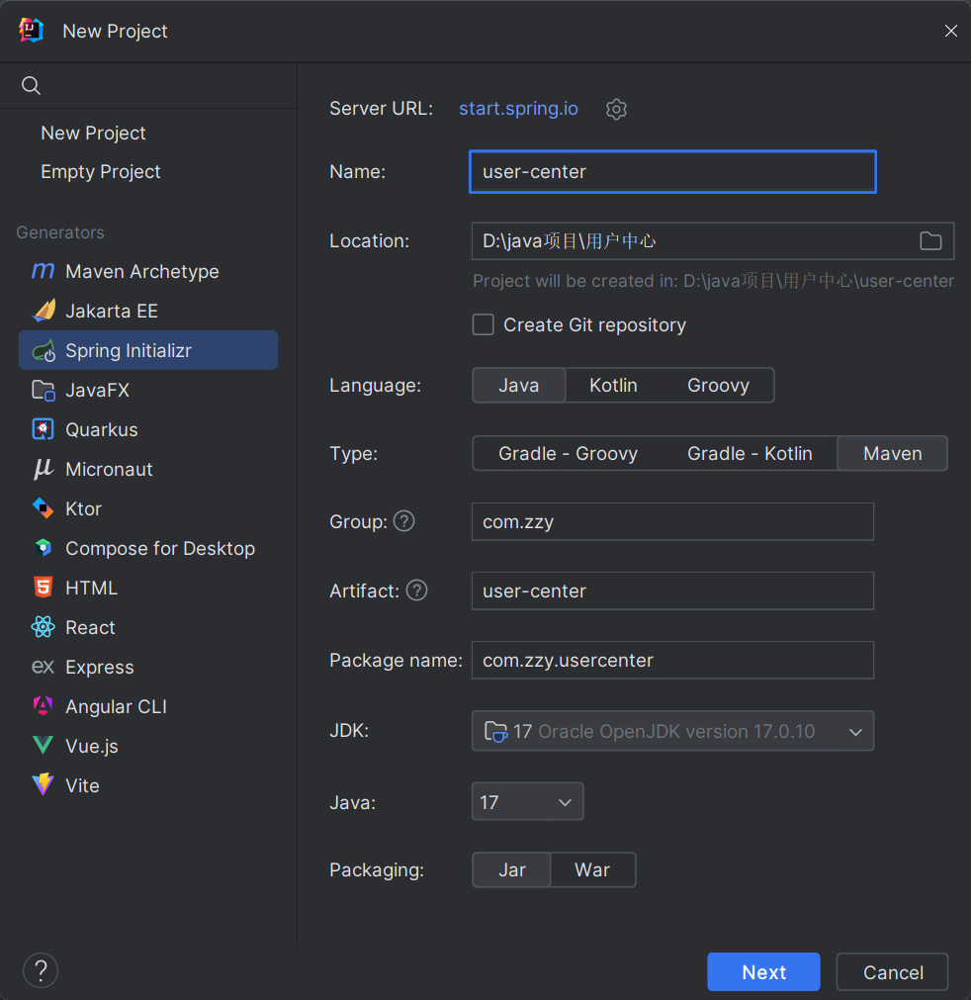 New Project
New Project
Empty Project
Generators
Maven Archetype
Jakarta EE
Spring Initializr
JavaFX
Quarkus
Micronaut
Ktor
Compose for Desktop
HTML
React
Express
Angular CLI
Vue.js
Vite
Server URL: start.spring.io
Name: user-center
Location: D:\java项目\用户中心
Project will be created in: D:\java项目\用户中心\user-center
Create Git repository
Language: Java Kotlin Groovy
Type: Gradle - Groovy Gradle - Kotlin Maven
Group: ? com.zzy
Artifact: ? user-center
Package name: com.zzy.usercenter
JDK: 17 Oracle OpenJDK version 17.0.10
Java: 17
Packaging: Jar War
? Next Cancel